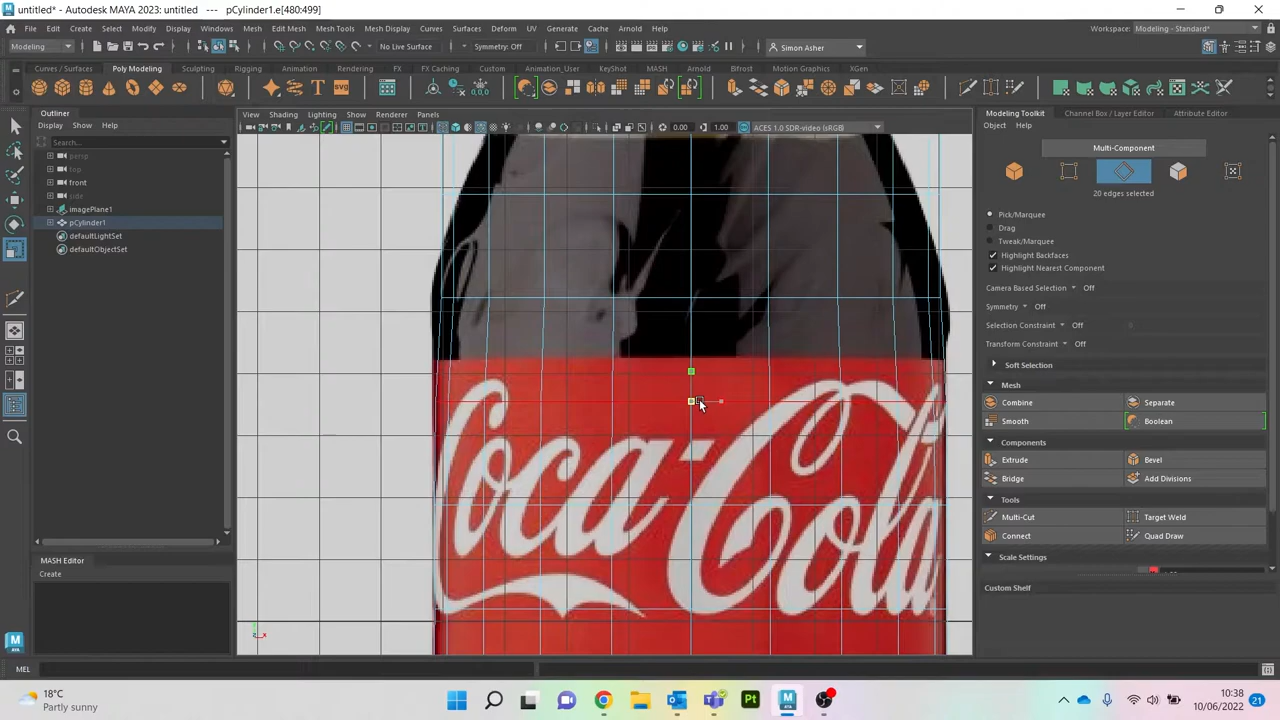 untitled* - Autodesk MAYA 2023: untitled --- pCylinder1.e[480:499]
File Edit Create Select Modify Display Windows Mesh Edit Mesh Mesh Tools Mesh Display Curves Surfaces Deform UV Generate Cache Arnold Help
Workspace: Modeling - Standard*
Modeling
No Live Surface
Symmetry: Off
Simon Asher
Curves / Surfaces Poly Modeling Sculpting Rigging Animation Rendering FX FX Caching Custom Animation_User KeyShot MASH Arnold Bifrost Motion Graphics XGen
Outliner
Display Show Help
Search...
persp
top
front
side
imagePlane1
pCylinder1
defaultLightSet
defaultObjectSet
MASH Editor
Create
View Shading Lighting Show Renderer Panels
0.00 1.00 ACES 1.0 SDR-video (sRGB)
Coca-Cola
Modeling Toolkit Channel Box / Layer Editor Attribute Editor
Object Help
Multi-Component
20 edges selected
Pick/Marquee
Drag
Tweak/Marquee
Highlight Backfaces
Highlight Nearest Component
Camera Based Selection Off
Symmetry Off
Selection Constraint Off
Transform Constraint Off
Soft Selection
Mesh
Combine Separate
Smooth Boolean
Components
Extrude Bevel
Bridge Add Divisions
Tools
Multi-Cut Target Weld
Connect Quad Draw
Scale Settings
Custom Shelf
MEL
18°C
Partly sunny
10:38
10/06/2022
21